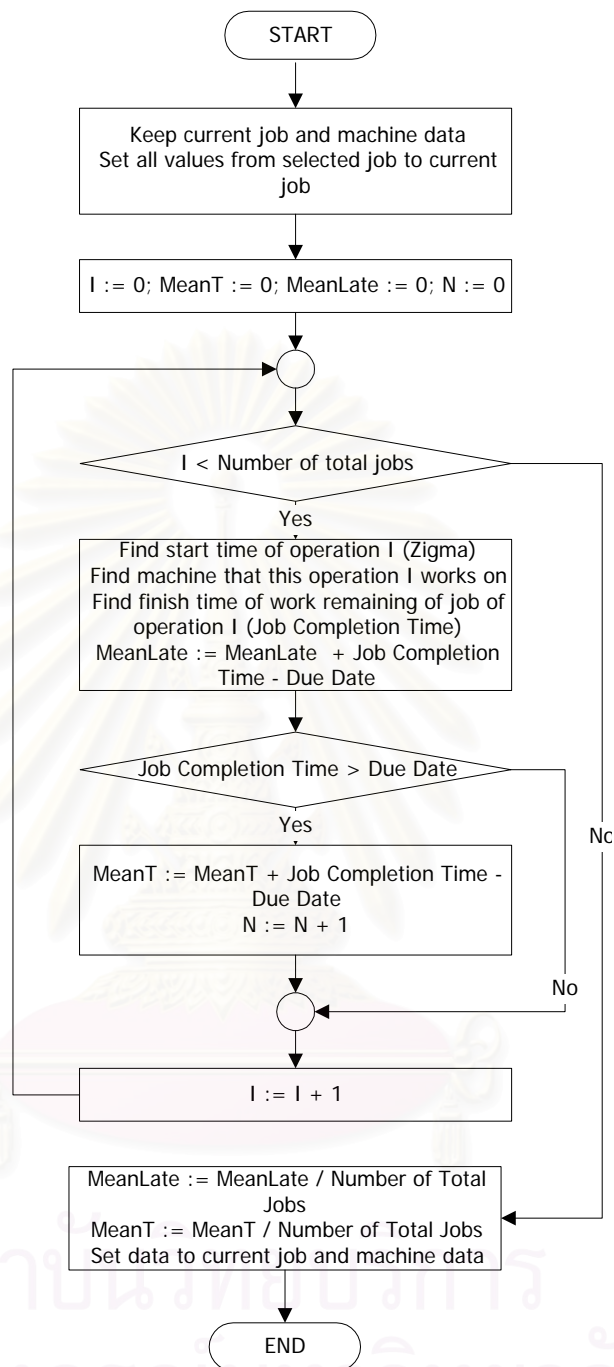 START
Keep current job and machine data
Set all values from selected job to current
job
I := 0; MeanT := 0; MeanLate := 0; N := 0
I < Number of total jobs
Yes
Find start time of operation I (Zigma)
Find machine that this operation I works on
Find finish time of work remaining of job of
operation I (Job Completion Time)
MeanLate := MeanLate + Job Completion
Time - Due Date
Job Completion Time > Due Date
Yes
No
MeanT := MeanT + Job Completion Time -
Due Date
N := N + 1
No
I := I + 1
MeanLate := MeanLate / Number of Total
Jobs
MeanT := MeanT / Number of Total Jobs
Set data to current job and machine data
END